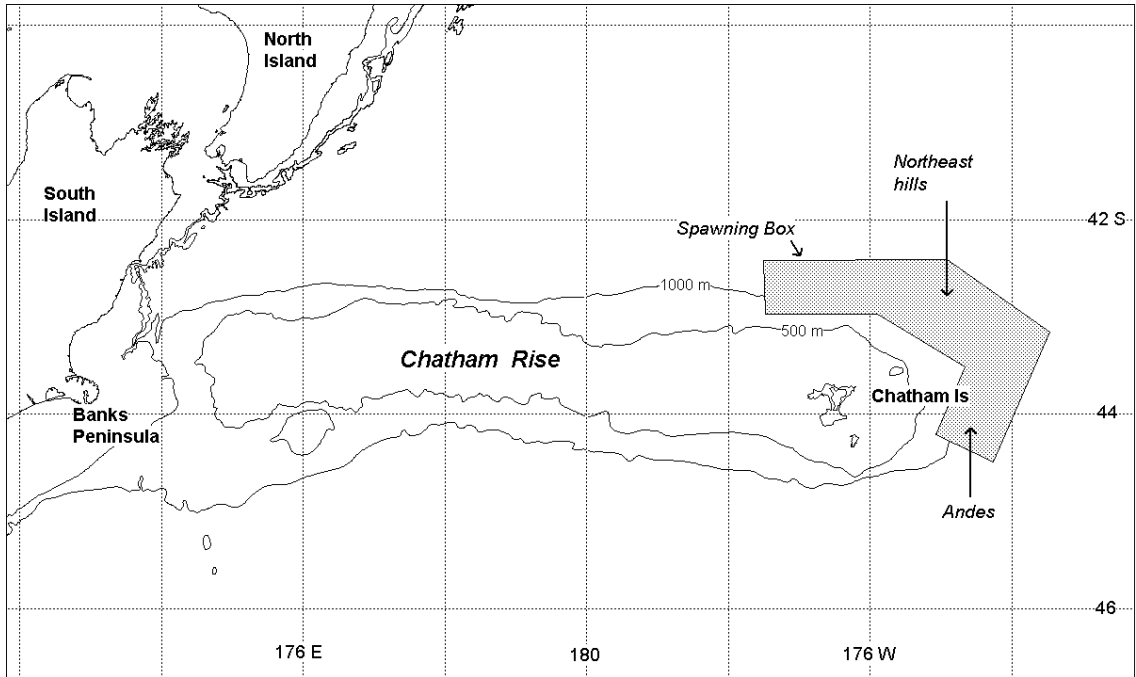 North
Island
Northeast
hills
South
Island
42 S
Spawning Box
1000 m
500 m
Chatham Rise
Chatham Is
Banks
Peninsula
Andes
46
44
176 E
180
176 W